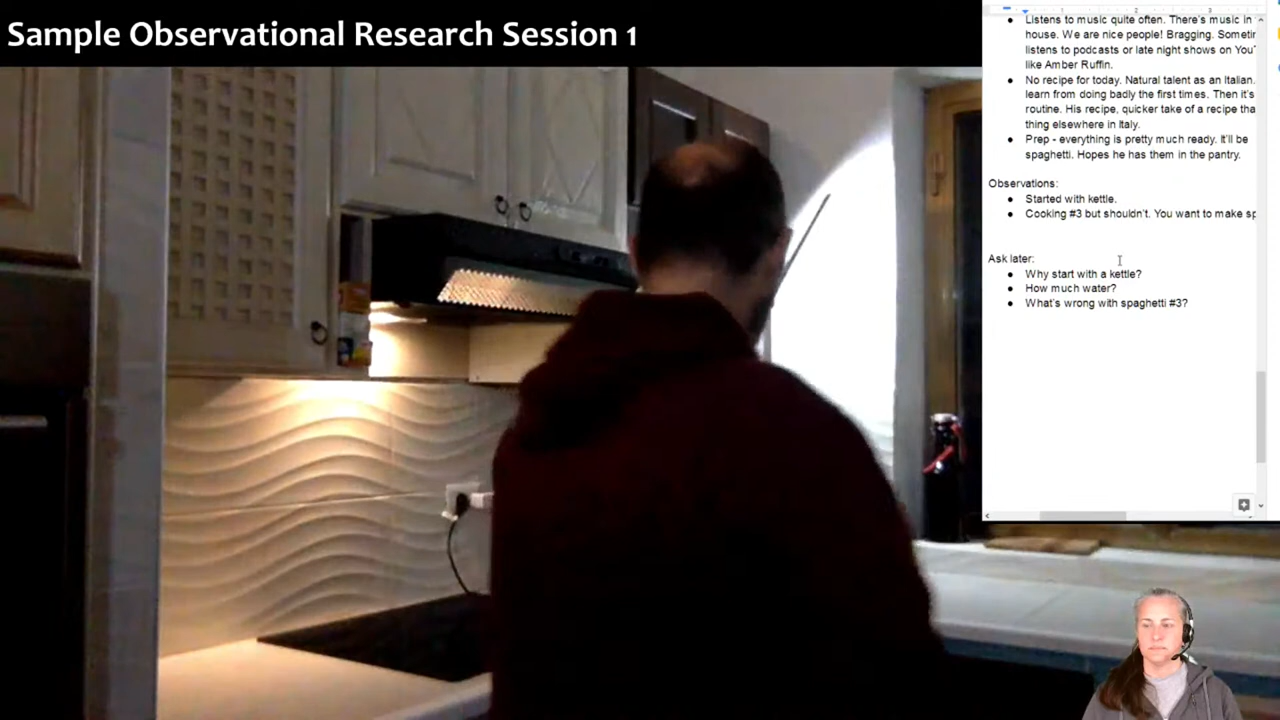 Sample Observational Research Session 1
Listens to music quite often. There's music in
house. We are nice people! Bragging.
listens to podcasts or late night shows on
like Amber Ruffin.
No recipe for today. Natural talent as an Italian.
learn from doing badly the first times. Then it's
routine. His recipe, quicker take of a recipe
thing elsewhere in Italy.
Prep - everything is pretty much ready. It'll be
spaghetti. Hopes he has them in the pantry.
Observations:
Started with kettle.
Cooking #3 but shouldn't. You want to make
Ask later:
Why start with a kettle?
How much water?
What's wrong with spaghetti #3?